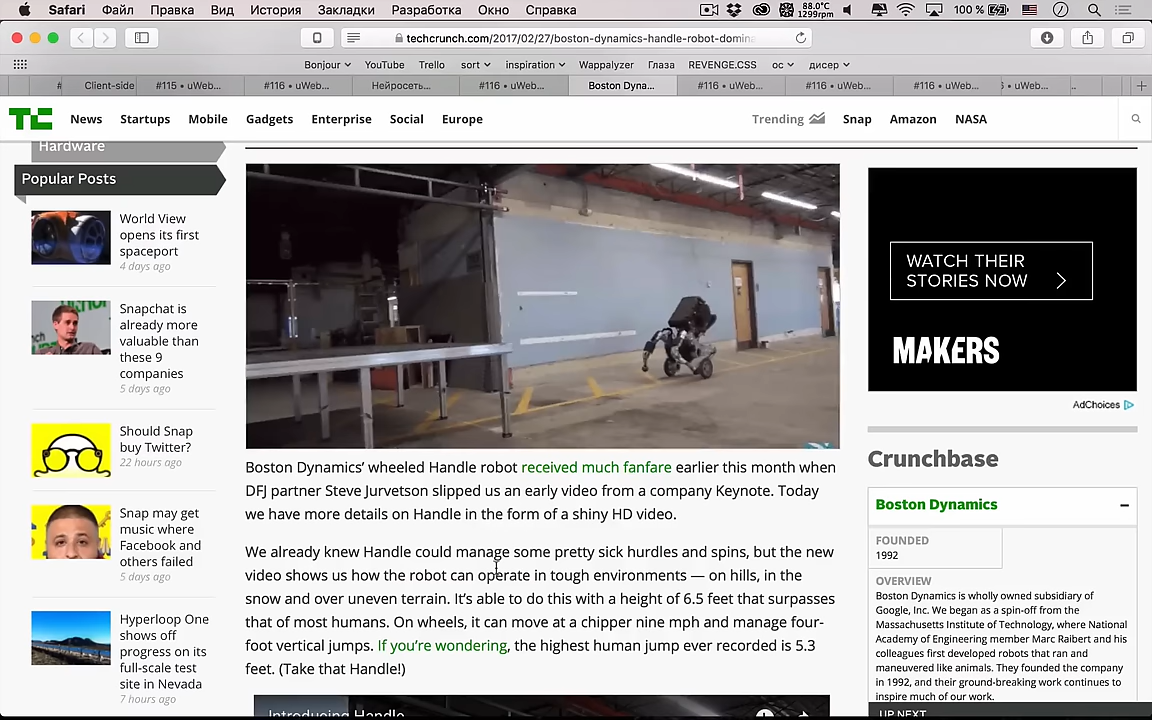 Safari Файл Правка Вид История Закладки Разработка Окно Справка 88.0°C 1299rpm 100 %
techcrunch.com/2017/02/27/boston-dynamics-handle-robot-domina
Bonjour YouTube Trello sort inspiration Wappalyzer Глаза REVENGE.CSS ос дисер
# Client-side #115 • uWeb... #116 • uWeb... Нейросеть... #116 • uWeb... Boston Dyna... #116 • uWeb... #116 • uWeb... #116 • uWeb... • uWeb...
TC News Startups Mobile Gadgets Enterprise Social Europe Trending Snap Amazon NASA
Hardware
Popular Posts
World View
opens its first
spaceport
4 days ago
Snapchat is
already more
valuable than
these 9
companies
5 days ago
Should Snap
buy Twitter?
22 hours ago
Snap may get
music where
Facebook and
others failed
5 days ago
Hyperloop One
shows off
progress on its
full-scale test
site in Nevada
7 hours ago
Boston Dynamics’ wheeled Handle robot received much fanfare earlier this month when
DFJ partner Steve Jurvetson slipped us an early video from a company Keynote. Today
we have more details on Handle in the form of a shiny HD video.
We already knew Handle could manage some pretty sick hurdles and spins, but the new
video shows us how the robot can operate in tough environments — on hills, in the
snow and over uneven terrain. It’s able to do this with a height of 6.5 feet that surpasses
that of most humans. On wheels, it can move at a chipper nine mph and manage four-
foot vertical jumps. If you’re wondering, the highest human jump ever recorded is 5.3
feet. (Take that Handle!)
Introducing Handle
WATCH THEIR
STORIES NOW
MAKERS
AdChoices
Crunchbase
Boston Dynamics
FOUNDED
1992
OVERVIEW
Boston Dynamics is wholly owned subsidiary of
Google, Inc. We began as a spin-off from the
Massachusetts Institute of Technology, where National
Academy of Engineering member Marc Raibert and his
colleagues first developed robots that ran and
maneuvered like animals. They founded the company
in 1992, and their ground-breaking work continues to
inspire much of our work.
UP NEXT